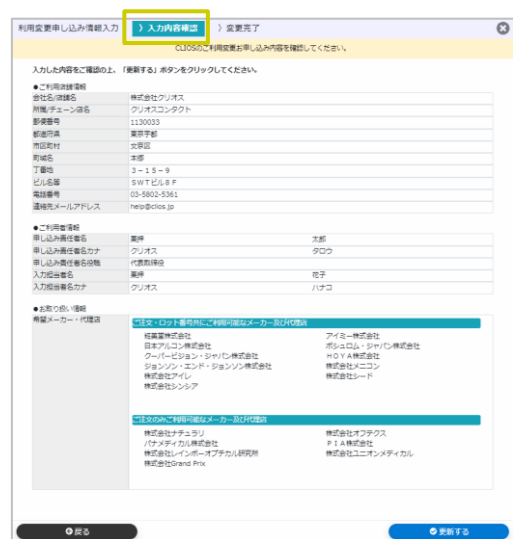 利用変更申し込み情報入力 〉入力内容確認 〉変更完了
CLIOSのご利用変更お申し込み内容を確認してください。
入力した内容をご確認の上、「更新する」ボタンをクリックしてください。
●ご利用店舗情報
会社名/店舗名 株式会社クリオス
所属/チェーン店名 クリオスコンタクト
郵便番号 1130033
都道府県 東京都
市区町村 文京区
町域名 本郷
丁番地 3－15－9
ビル名等 SWTビル8F
電話番号 03-5802-5361
連絡先メールアドレス help@clios.jp
●ご利用者情報
申し込み責任者名 太郎
申し込み責任者名カナ クリオス タロウ
申し込み責任者名役職 代表取締役
入力担当者名 花子
入力担当者名カナ クリオス ハナコ
●お取り扱い情報
希望メーカー・代理店
ご注文・ロット番号共にご利用可能なメーカー及び代理店
株式会社 アイミー株式会社
日本アルコン株式会社 ボシュロム・ジャパン株式会社
クーパービジョン・ジャパン株式会社 HOYA株式会社
ジョンソン・エンド・ジョンソン株式会社 株式会社メニコン
株式会社アイレ 株式会社シード
株式会社シンシア
ご注文のみご利用可能なメーカー及び代理店
株式会社ナチュラリ 株式会社オフテクス
パナメディカル株式会社 PIA株式会社
株式会社レインボーオプチカル研究所 株式会社ユニオンメディカル
株式会社Grand Prix
戻る 更新する